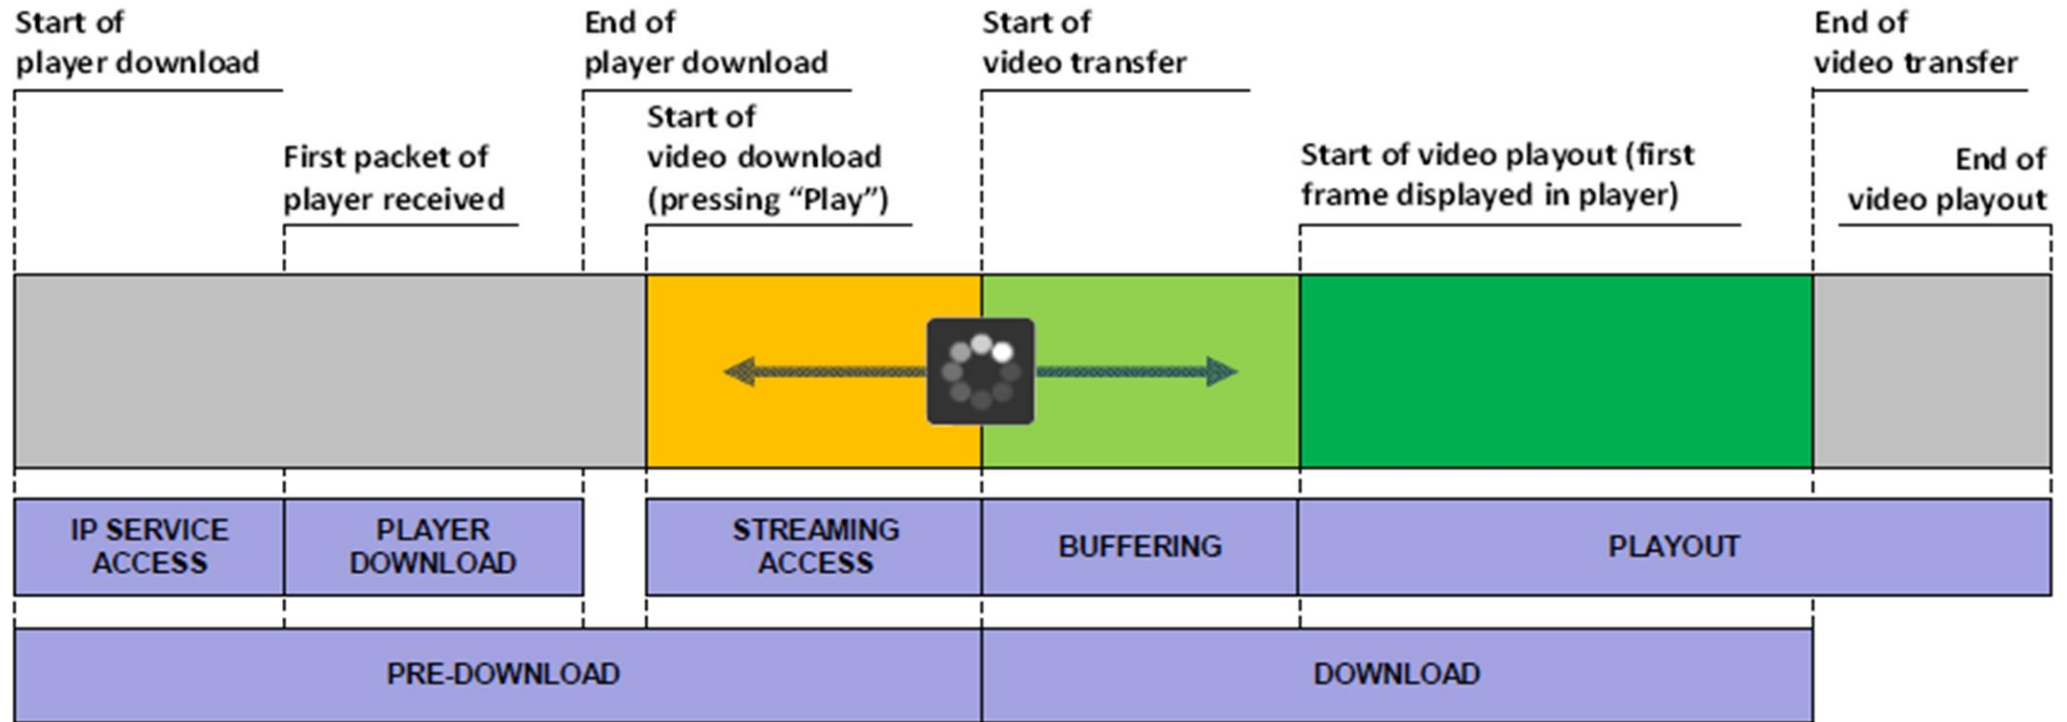 Start of
player download
End of
player download
Start of
video transfer
End of
video transfer
First packet of
player received
Start of
video download
(pressing “Play”)
Start of video playout (first
frame displayed in player)
End of
video playout
IP SERVICE
ACCESS
PLAYER
DOWNLOAD
STREAMING
ACCESS
BUFFERING
PLAYOUT
PRE-DOWNLOAD
DOWNLOAD